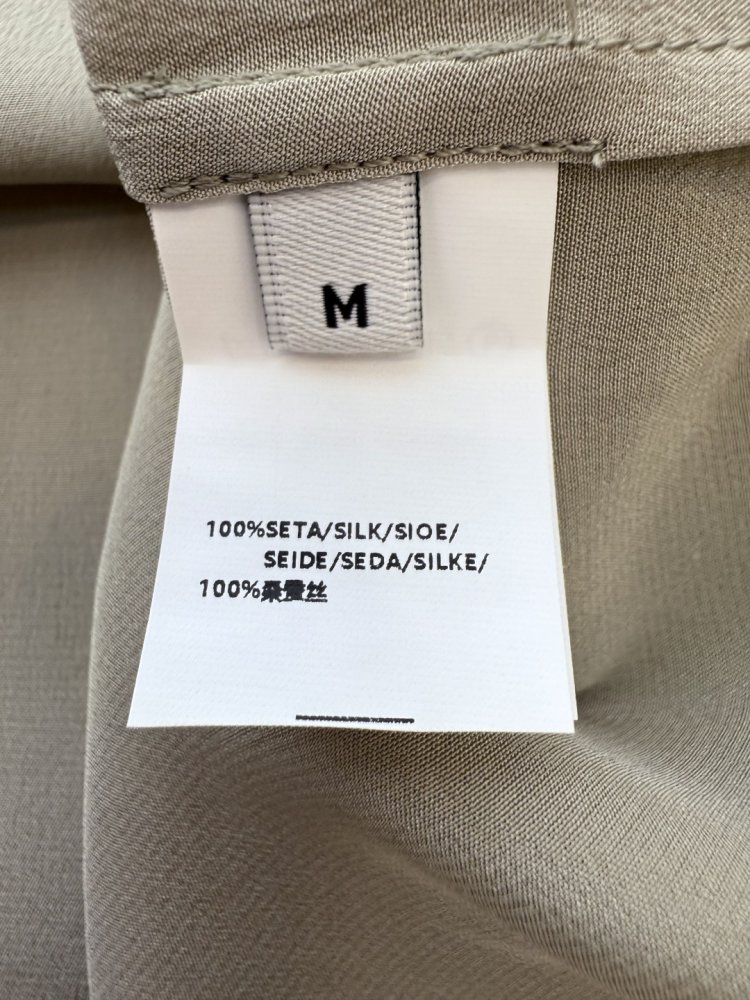 M
100%SETA/SILK/SIOE/
SEIDE/SEDA/SILKE/
100%桑蚕丝